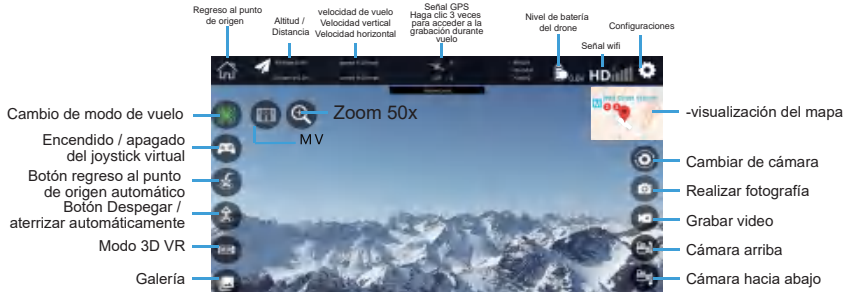 Regreso al punto
de origen
Altitud /
Distancia
velocidad de vuelo
Velocidad vertical
Velocidad horizontal
Señal GPS
Haga clic 3 veces
para acceder a la
grabación durante
vuelo
Nivel de batería
del drone
Señal wifi
Configuraciones
HD
Cambio de modo de vuelo
Zoom 50x
M V
-visualización del mapa
Encendido / apagado
del joystick virtual
Botón regreso al punto
de origen automático
Botón Despegar /
aterrizar automáticamente
Modo 3D VR
Galería
Cambiar de cámara
Realizar fotografía
Grabar video
Cámara arriba
Cámara hacia abajo